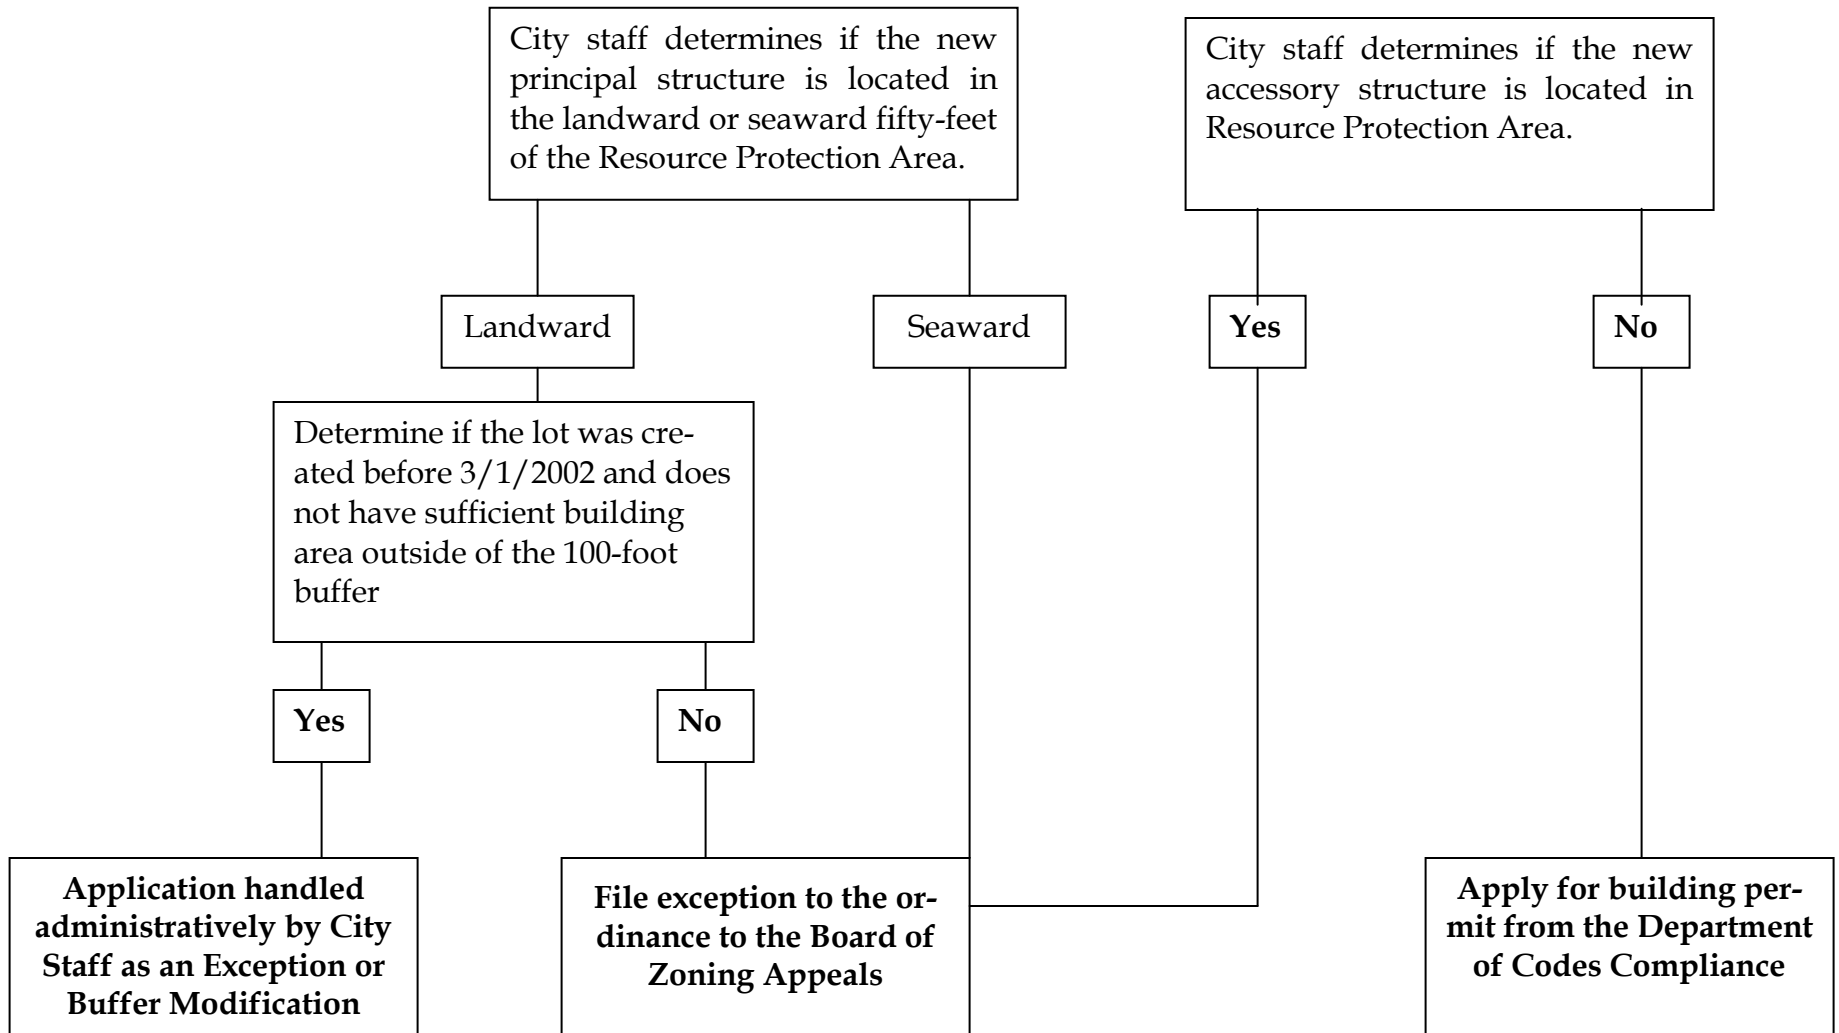 City staff determines if the new
principal structure is located in
the landward or seaward fifty-feet
of the Resource Protection Area.
City staff determines if the new
accessory structure is located in
Resource Protection Area.
Landward
Seaward
Yes
No
Determine if the lot was cre-
ated before 3/1/2002 and does
not have sufficient building
area outside of the 100-foot
buffer
Yes
No
Application handled
administratively by City
Staff as an Exception or
Buffer Modification
File exception to the or-
dinance to the Board of
Zoning Appeals
Apply for building per-
mit from the Department
of Codes Compliance